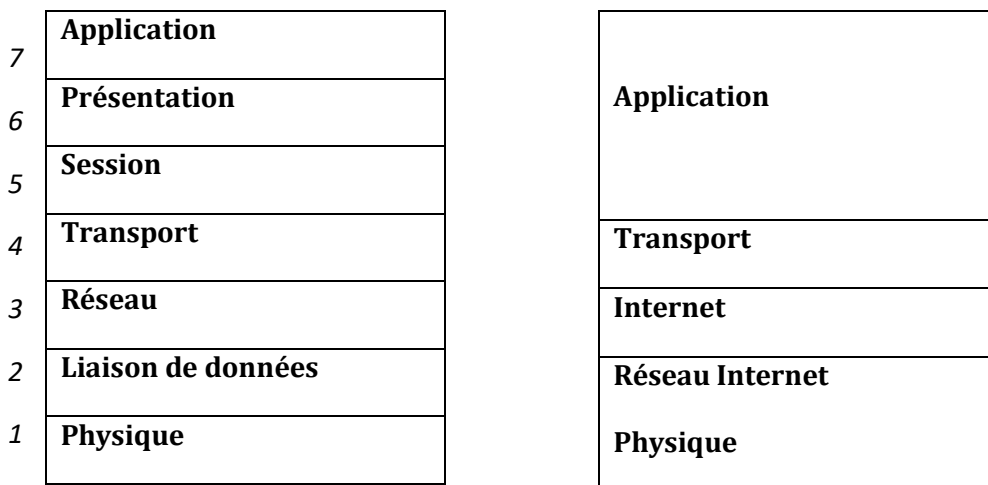 7
Application
6
Présentation
5
Session
4
Transport
3
Réseau
2
Liaison de données
1
Physique
Application
Transport
Internet
Réseau Internet
Physique